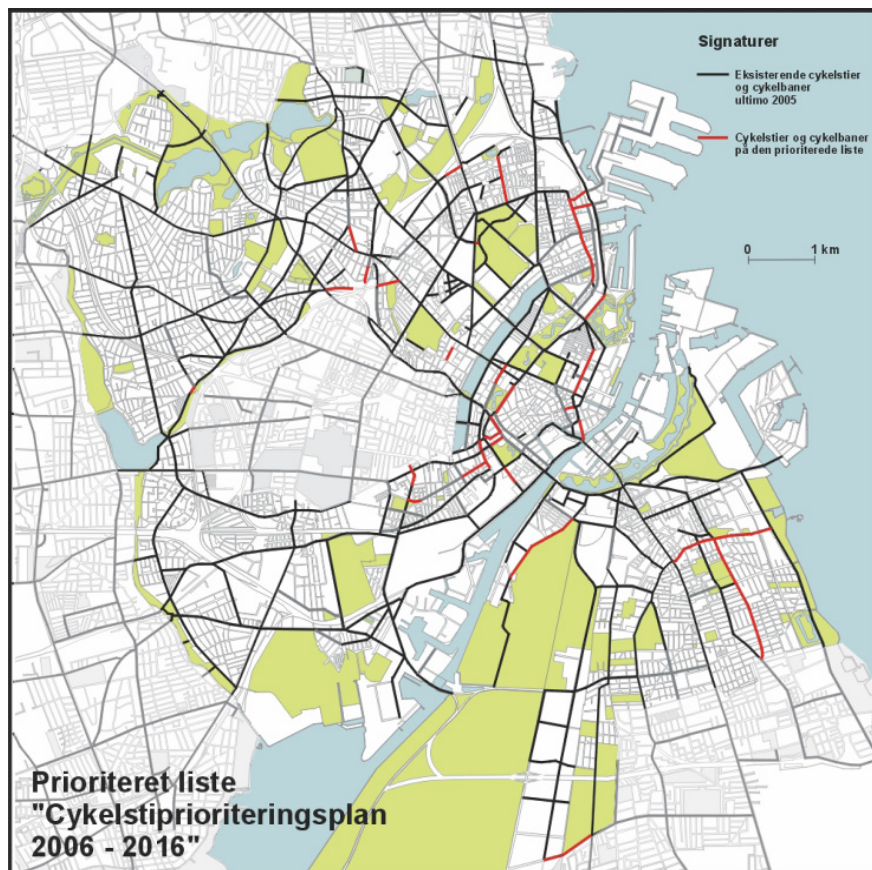 Signaturer
Eksisterende cykelstier
og cykelbaner
ultimo 2005
Cykelstier og cykelbaner
på den prioriterede liste
0 1 km
Prioriteret liste
"Cykelstiprioriteringsplan
2006 - 2016"